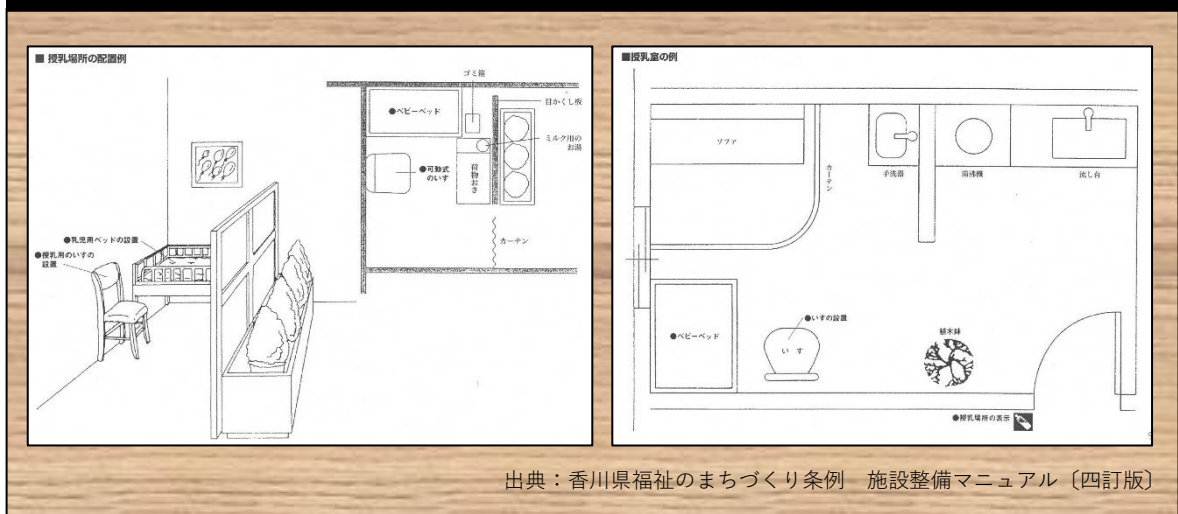 ■ 授乳場所の配置例
ゴミ箱
目かくし板
●ベビーベッド
ミルク用の
お湯
●可動式
のいす
荷物おき
カーテン
●乳児用ベッドの設置
●授乳用のいすの
設置
■授乳室の例
ソファ
カーテン
手洗器
湯沸機
流し台
●ベビーベッド
●いすの設置
いす
植木鉢
●授乳場所の表示
出典：香川県福祉のまちづくり条例　施設整備マニュアル〔四訂版〕